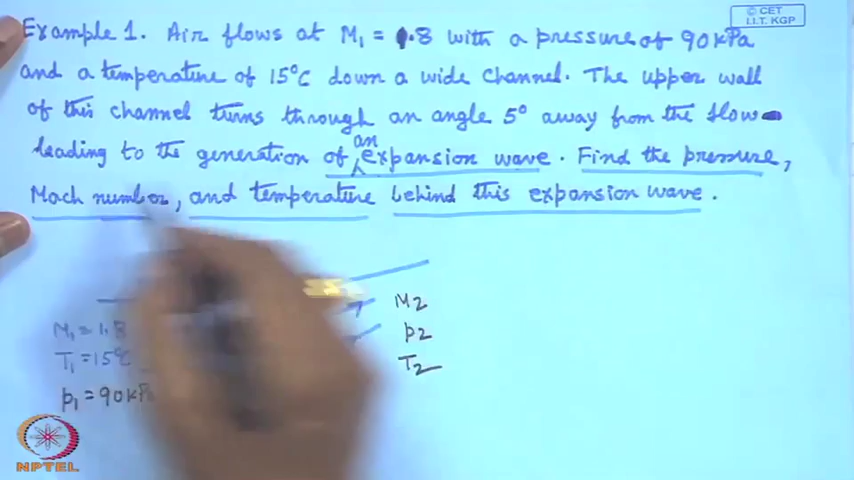 © CET
I.I.T. KGP
Example 1. Air flows at M1 = 1.8 with a pressure of 90 kPa
and a temperature of 15°C down a wide channel. The upper wall
of this channel turns through an angle 5° away from the flow
leading to the generation of an expansion wave. Find the pressure,
Mach number, and temperature behind this expansion wave.
M1 = 1.8
T1 = 15°C
p1 = 90 kPa
M2
p2
T2
NPTEL